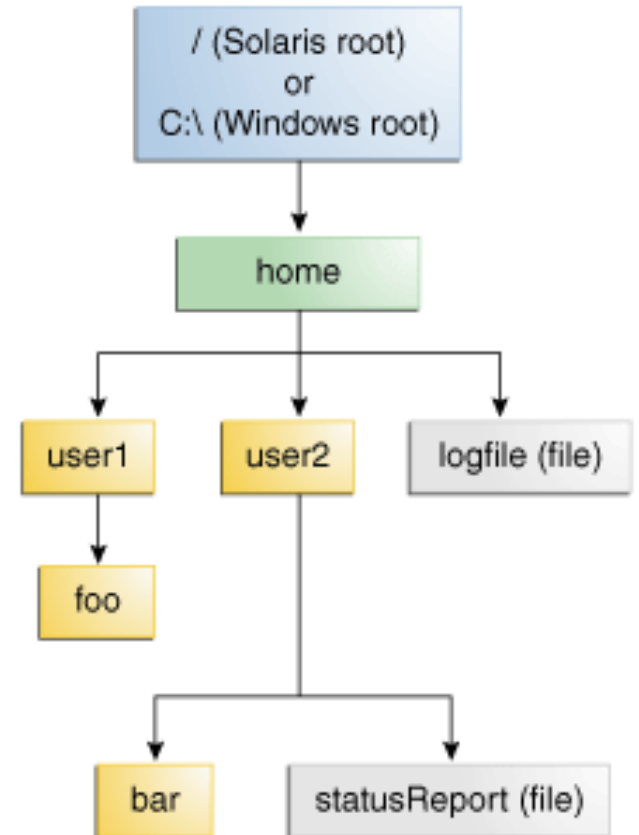 / (Solaris root)
or
C:\ (Windows root)
home
user1
user2
logfile (file)
foo
bar
statusReport (file)